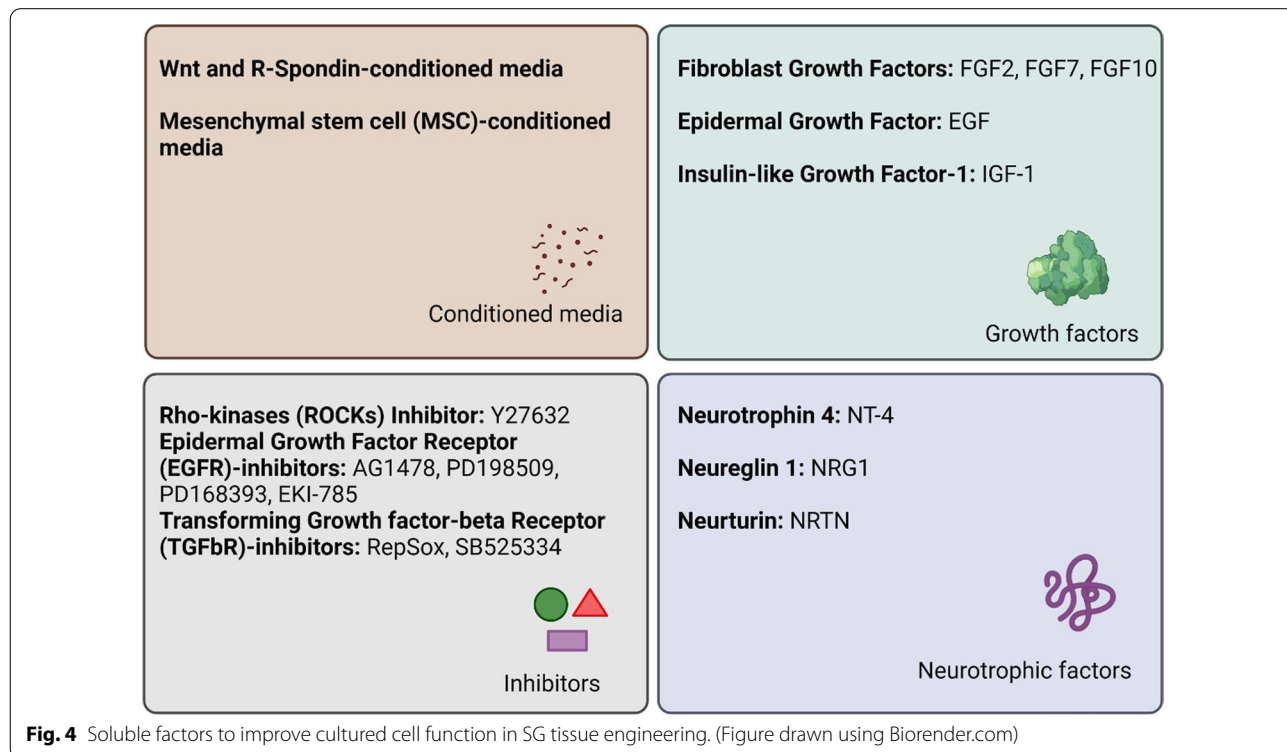 Wnt and R-Spondin-conditioned media
Mesenchymal stem cell (MSC)-conditioned
media
Conditioned media
Fibroblast Growth Factors: FGF2, FGF7, FGF10
Epidermal Growth Factor: EGF
Insulin-like Growth Factor-1: IGF-1
Growth factors
Rho-kinases (ROCKs) Inhibitor: Y27632
Epidermal Growth Factor Receptor
(EGFR)-inhibitors: AG1478, PD198509,
PD168393, EKI-785
Transforming Growth factor-beta Receptor
(TGFbR)-inhibitors: RepSox, SB525334
Inhibitors
Neurotrophin 4: NT-4
Neureglin 1: NRG1
Neurturin: NRTN
Neurotrophic factors
Fig. 4 Soluble factors to improve cultured cell function in SG tissue engineering. (Figure drawn using Biorender.com)